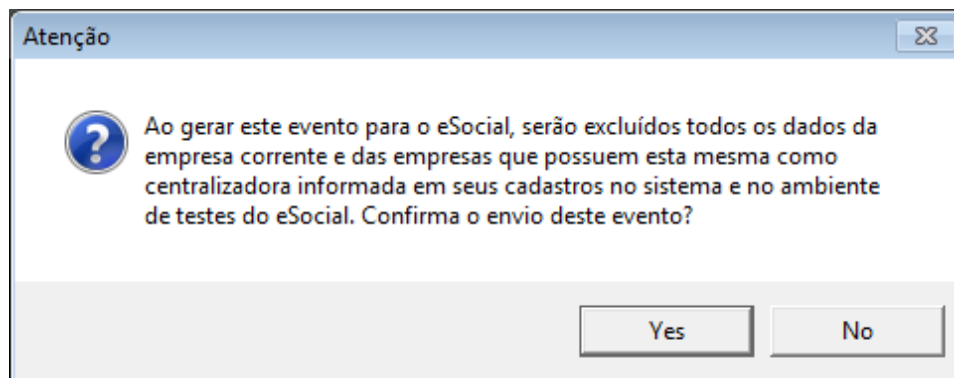 Atenção
Ao gerar este evento para o eSocial, serão excluídos todos os dados da
empresa corrente e das empresas que possuem esta mesma como
centralizadora informada em seus cadastros no sistema e no ambiente
de testes do eSocial. Confirma o envio deste evento?
Yes No